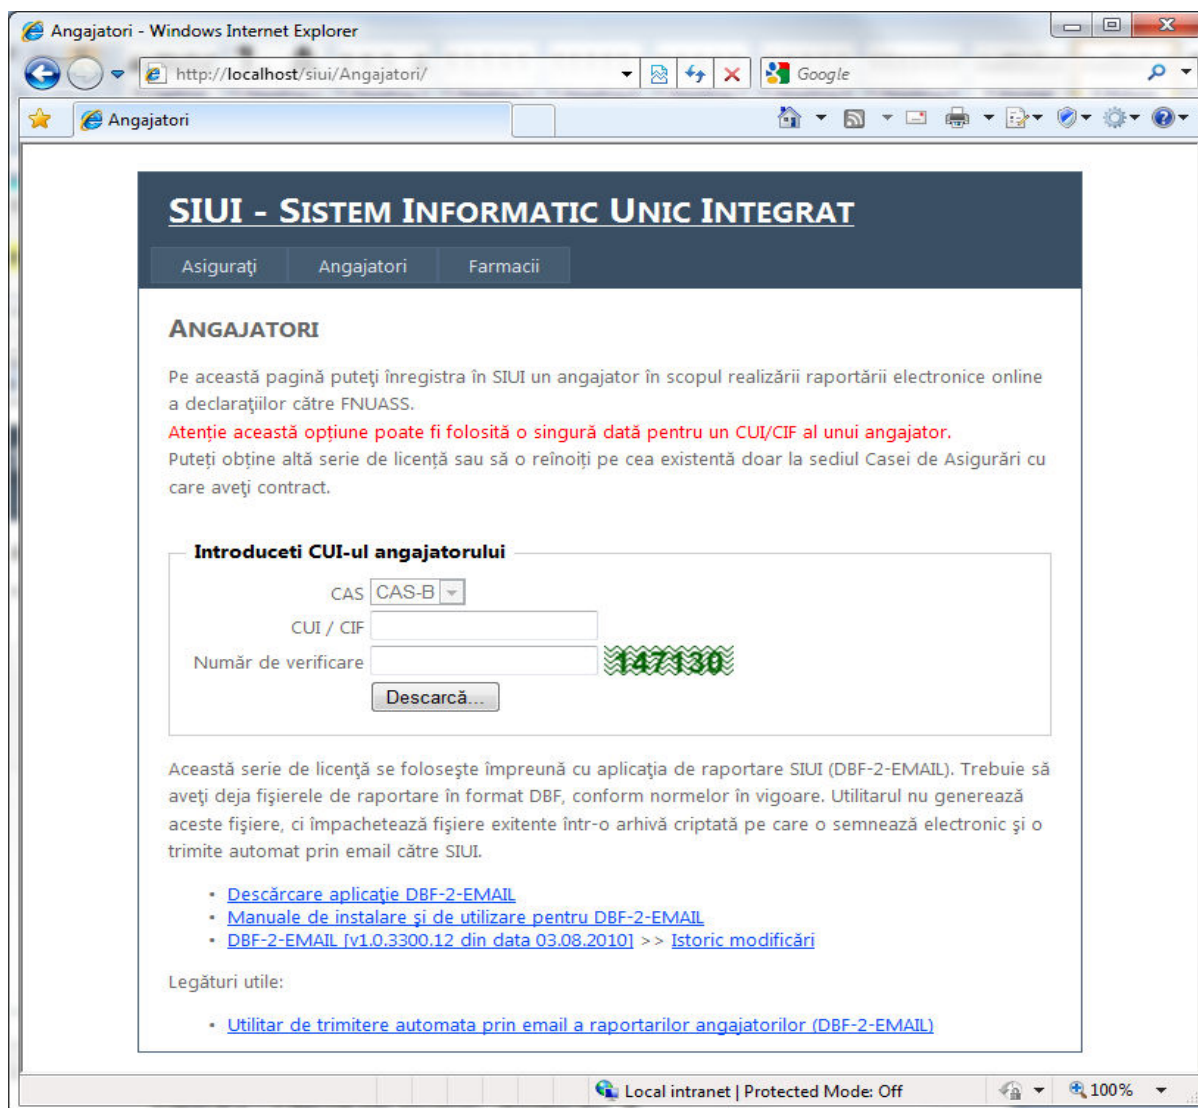 Angajatori - Windows Internet Explorer
http://localhost/siui/Angajatori/
Google
Angajatori
SIUI - SISTEM INFORMATIC UNIC INTEGRAT
Asiguraţi Angajatori Farmacii
ANGAJATORI
Pe această pagină puteţi înregistra în SIUI un angajator în scopul realizării raportării electronice online
a declaraţiilor către FNUASS.
Atenție această opțiune poate fi folosită o singură dată pentru un CUI/CIF al unui angajator.
Puteți obține altă serie de licență sau să o reînoiți pe cea existentă doar la sediul Casei de Asigurări cu
care aveţi contract.
Introduceti CUI-ul angajatorului
CAS CAS-B
CUI / CIF
Număr de verificare 147130
Descarcă...
Această serie de licenţă se foloseşte împreună cu aplicaţia de raportare SIUI (DBF-2-EMAIL). Trebuie să
aveţi deja fişierele de raportare în format DBF, conform normelor în vigoare. Utilitarul nu generează
aceste fişiere, ci împachetează fişiere exitente într-o arhivă criptată pe care o semnează electronic şi o
trimite automat prin email către SIUI.
• Descărcare aplicaţie DBF-2-EMAIL
• Manuale de instalare şi de utilizare pentru DBF-2-EMAIL
• DBF-2-EMAIL [v1.0.3300.12 din data 03.08.2010] >> Istoric modificări
Legături utile:
• Utilitar de trimitere automata prin email a raportarilor angajatorilor (DBF-2-EMAIL)
Local intranet | Protected Mode: Off 100%